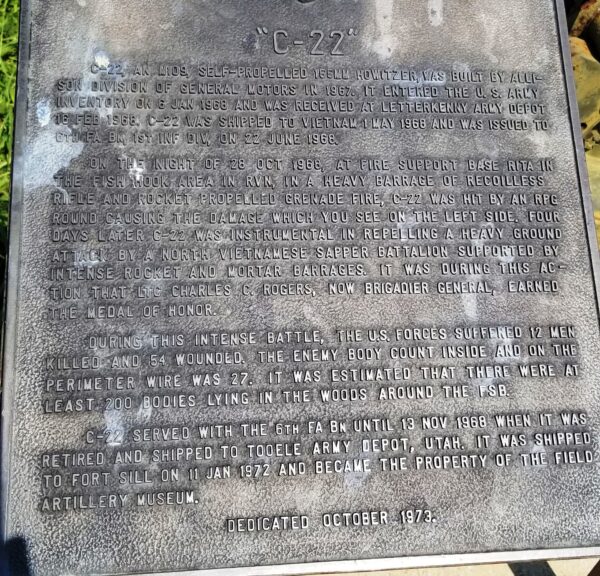 "C-22"
C-22, AN M109, SELF-PROPELLED 155MM HOWITZER, WAS BUILT BY ALLI-
SON DIVISION OF GENERAL MOTORS IN 1967. IT ENTERED THE U. S. ARMY
INVENTORY ON 6 JAN 1968 AND WAS RECEIVED AT LETTERKENNY ARMY DEPOT
16 FEB 1968. C-22 WAS SHIPPED TO VIETNAM 1 MAY 1968 AND WAS ISSUED TO
6TH FA BN, 1ST INF DIV, ON 22 JUNE 1968.
ON THE NIGHT OF 28 OCT 1968, AT FIRE SUPPORT BASE RITA IN
THE FISH HOOK AREA IN RVN, IN A HEAVY BARRAGE OF RECOILLESS
RIFLE AND ROCKET PROPELLED GRENADE FIRE, C-22 WAS HIT BY AN RPG
ROUND CAUSING THE DAMAGE WHICH YOU SEE ON THE LEFT SIDE. FOUR
DAYS LATER C-22 WAS INSTRUMENTAL IN REPELLING A HEAVY GROUND
ATTACK BY A NORTH VIETNAMESE SAPPER BATTALION SUPPORTED BY
INTENSE ROCKET AND MORTAR BARRAGES. IT WAS DURING THIS AC-
TION THAT LTC CHARLES C. ROGERS, NOW BRIGADIER GENERAL, EARNED
THE MEDAL OF HONOR.
DURING THIS INTENSE BATTLE, THE U.S. FORCES SUFFERED 12 MEN
KILLED AND 54 WOUNDED. THE ENEMY BODY COUNT INSIDE AND ON THE
PERIMETER WIRE WAS 27. IT WAS ESTIMATED THAT THERE WERE AT
LEAST 200 BODIES LYING IN THE WOODS AROUND THE FSB.
C-22 SERVED WITH THE 6TH FA BN UNTIL 13 NOV 1968 WHEN IT WAS
RETIRED AND SHIPPED TO TOOELE ARMY DEPOT, UTAH. IT WAS SHIPPED
TO FORT SILL ON 11 JAN 1972 AND BECAME THE PROPERTY OF THE FIELD
ARTILLERY MUSEUM.
DEDICATED OCTOBER 1973.